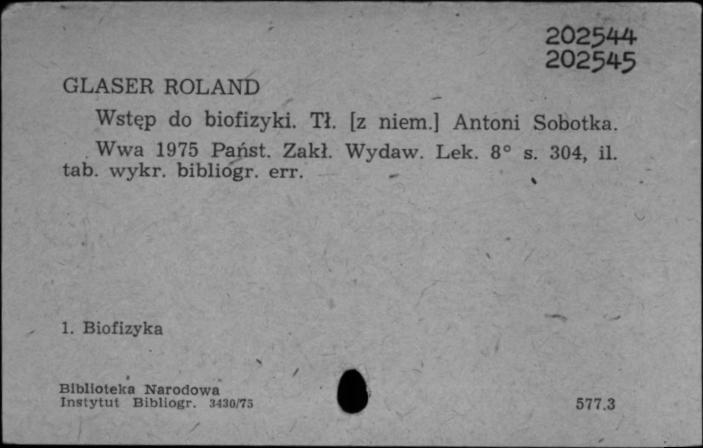 202544
202545
GLASER ROLAND
Wstęp do biofizyki. Tł. [z niem.] Antoni Sobotka.
Wwa 1975 Państ. Zakł. Wydaw. Lek. 8° s. 304, il.
tab. wykr. bibliogr. err.
1. Biofizyka
Biblioteka Narodowa
Instytut Bibliogr. 3430/75
577.3